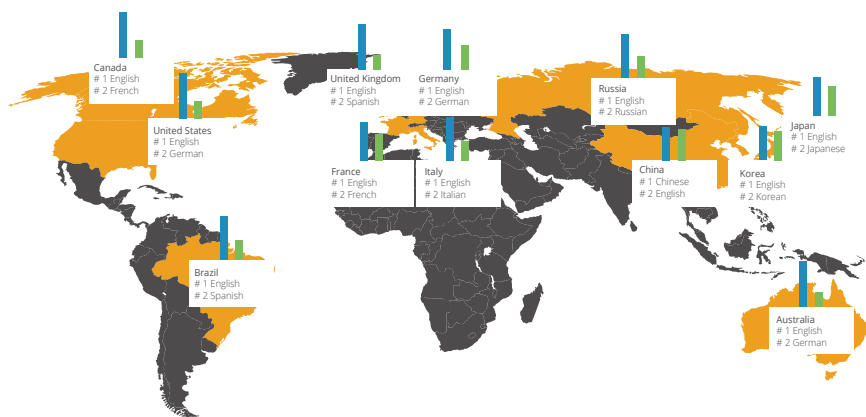 Canada
# 1 English
# 2 French
United States
# 1 English
# 2 German
Brazil
# 1 English
# 2 Spanish
United Kingdom
# 1 English
# 2 Spanish
Germany
# 1 English
# 2 German
France
# 1 English
# 2 French
Italy
# 1 English
# 2 Italian
Russia
# 1 English
# 2 Russian
China
# 1 Chinese
# 2 English
Japan
# 1 English
# 2 Japanese
Korea
# 1 English
# 2 Korean
Australia
# 1 English
# 2 German